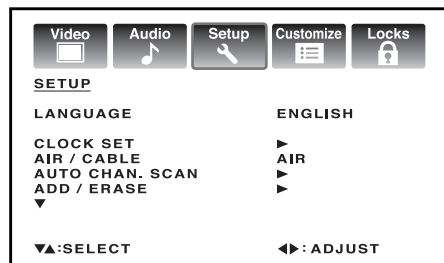 Video Audio Setup Customize Locks
SETUP
LANGUAGE ENGLISH
CLOCK SET ►
AIR / CABLE AIR
AUTO CHAN. SCAN ►
ADD / ERASE ►
▼
▼▲:SELECT ◄►: ADJUST